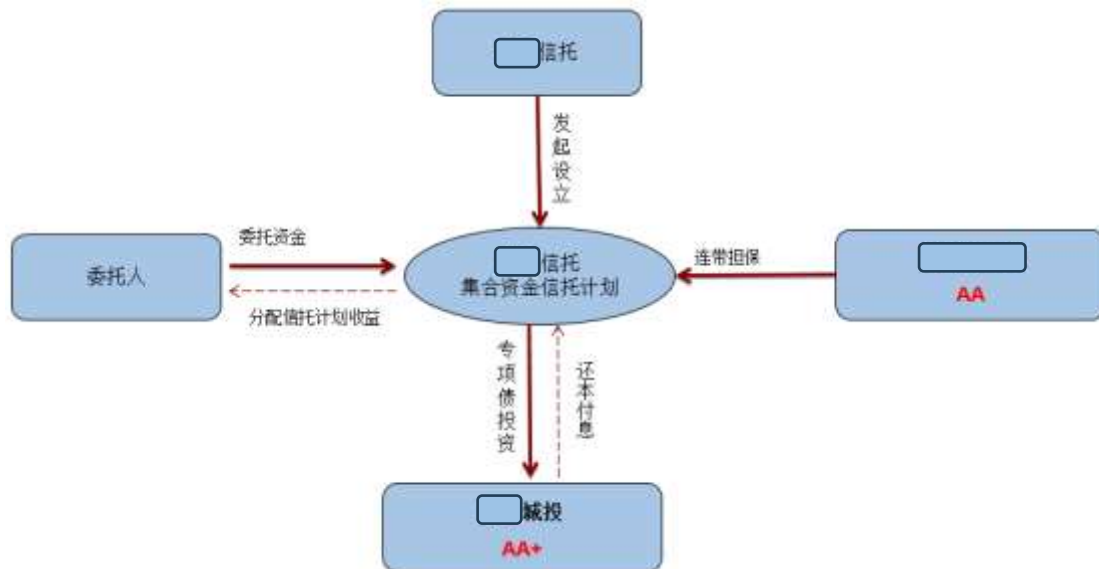 信托
发起设立
委托资金
委托人
分配信托计划收益
信托
集合资金信托计划
连带担保
AA
专项债投资
还本付息
城投
AA+